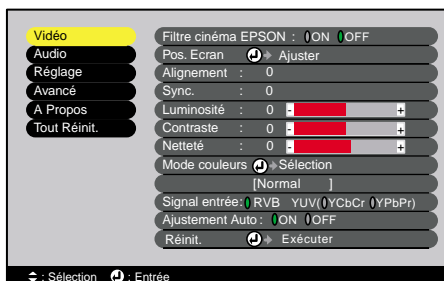 Vidéo
Audio
Réglage
Avancé
A Propos
Tout Réinit.
Filtre cinéma EPSON : ON OFF
Pos. Ecran Ajuster
Alignement : 0
Sync. : 0
Luminosité : 0 - +
Contraste : 0 - +
Netteté : 0 - +
Mode couleurs Sélection
[Normal ]
Signal entrée: RVB YUV( YCbCr YPbPr)
Ajustement Auto : ON OFF
Réinit. Exécuter
: Sélection : Entrée